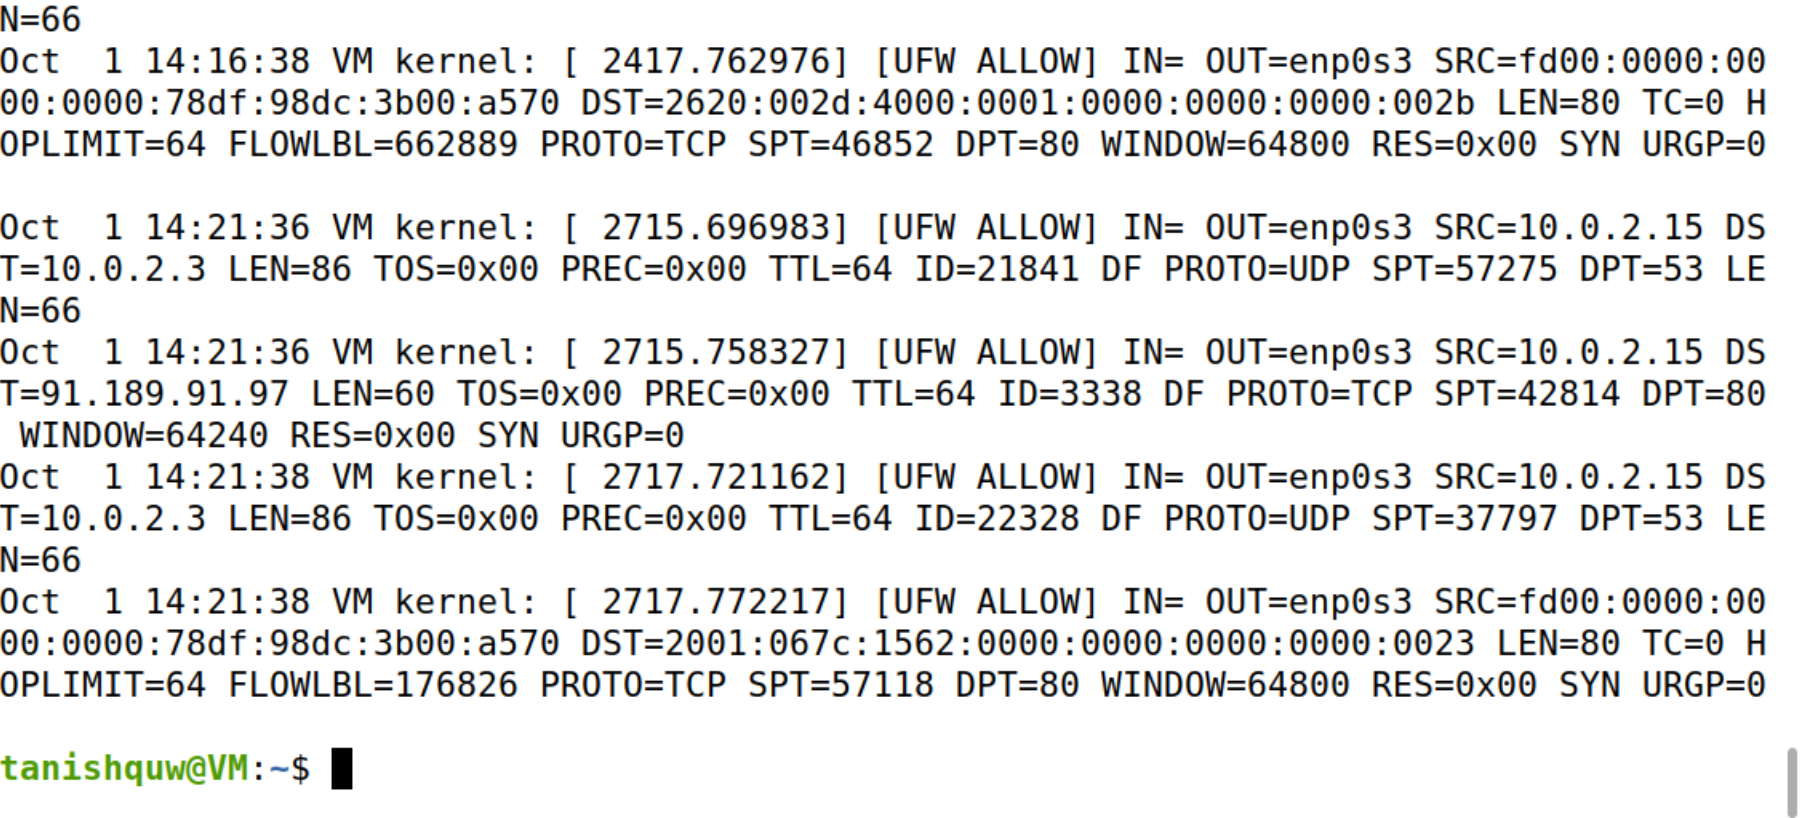 N=66
Oct  1 14:16:38 VM kernel: [ 2417.762976] [UFW ALLOW] IN= OUT=enp0s3 SRC=fd00:0000:00
00:0000:78df:98dc:3b00:a570 DST=2620:002d:4000:0001:0000:0000:0000:002b LEN=80 TC=0 H
OPLIMIT=64 FLOWLBL=662889 PROTO=TCP SPT=46852 DPT=80 WINDOW=64800 RES=0x00 SYN URGP=0
Oct  1 14:21:36 VM kernel: [ 2715.696983] [UFW ALLOW] IN= OUT=enp0s3 SRC=10.0.2.15 DS
T=10.0.2.3 LEN=86 TOS=0x00 PREC=0x00 TTL=64 ID=21841 DF PROTO=UDP SPT=57275 DPT=53 LE
N=66
Oct  1 14:21:36 VM kernel: [ 2715.758327] [UFW ALLOW] IN= OUT=enp0s3 SRC=10.0.2.15 DS
T=91.189.91.97 LEN=60 TOS=0x00 PREC=0x00 TTL=64 ID=3338 DF PROTO=TCP SPT=42814 DPT=80
 WINDOW=64240 RES=0x00 SYN URGP=0
Oct  1 14:21:38 VM kernel: [ 2717.721162] [UFW ALLOW] IN= OUT=enp0s3 SRC=10.0.2.15 DS
T=10.0.2.3 LEN=86 TOS=0x00 PREC=0x00 TTL=64 ID=22328 DF PROTO=UDP SPT=37797 DPT=53 LE
N=66
Oct  1 14:21:38 VM kernel: [ 2717.772217] [UFW ALLOW] IN= OUT=enp0s3 SRC=fd00:0000:00
00:0000:78df:98dc:3b00:a570 DST=2001:067c:1562:0000:0000:0000:0000:0023 LEN=80 TC=0 H
OPLIMIT=64 FLOWLBL=176826 PROTO=TCP SPT=57118 DPT=80 WINDOW=64800 RES=0x00 SYN URGP=0
tanishquw@VM:~$